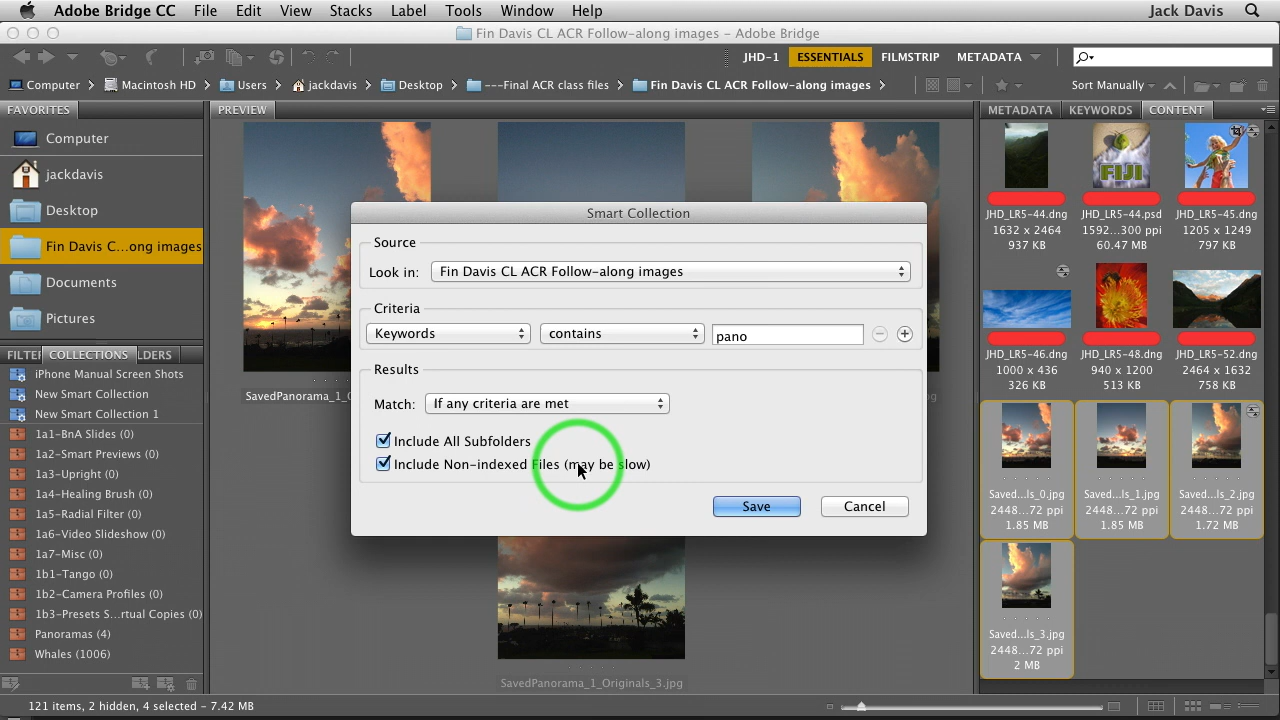 Adobe Bridge CC File Edit View Stacks Label Tools Window Help Jack Davis
Fin Davis CL ACR Follow-along images – Adobe Bridge
JHD-1 ESSENTIALS FILMSTRIP METADATA
Computer Macintosh HD Users jackdavis Desktop ---Final ACR class files Fin Davis CL ACR Follow-along images Sort Manually
FAVORITES
Computer
jackdavis
Desktop
Fin Davis C...ong images
Documents
Pictures
FILTER COLLECTIONS LDERS
iPhone Manual Screen Shots
New Smart Collection
New Smart Collection 1
1a1-BnA Slides (0)
1a2-Smart Previews (0)
1a3-Upright (0)
1a4-Healing Brush (0)
1a5-Radial Filter (0)
1a6-Video Slideshow (0)
1a7-Misc (0)
1b1-Tango (0)
1b2-Camera Profiles (0)
1b3-Presets S...rtual Copies (0)
Panoramas (4)
Whales (1006)
PREVIEW
SavedPanorama_1_O
g
SavedPanorama_1_Originals_3.jpg
Smart Collection
Source
Look in: Fin Davis CL ACR Follow-along images
Criteria
Keywords contains pano
Results
Match: If any criteria are met
Include All Subfolders
Include Non-indexed Files (may be slow)
Save Cancel
METADATA KEYWORDS CONTENT
FIJI
JHD_LR5-44.dng JHD_LR5-44.psd JHD_LR5-45.dng
1632 x 2464 1592...300 ppi 1205 x 1249
937 KB 60.47 MB 797 KB
JHD_LR5-46.dng JHD_LR5-48.dng JHD_LR5-52.dng
1000 x 436 940 x 1200 2464 x 1632
326 KB 513 KB 758 KB
Saved...ls_0.jpg Saved...ls_1.jpg Saved...ls_2.jpg
2448...72 ppi 2448...72 ppi 2448...72 ppi
1.85 MB 1.85 MB 1.72 MB
Saved...ls_3.jpg
2448...72 ppi
2 MB
121 items, 2 hidden, 4 selected – 7.42 MB